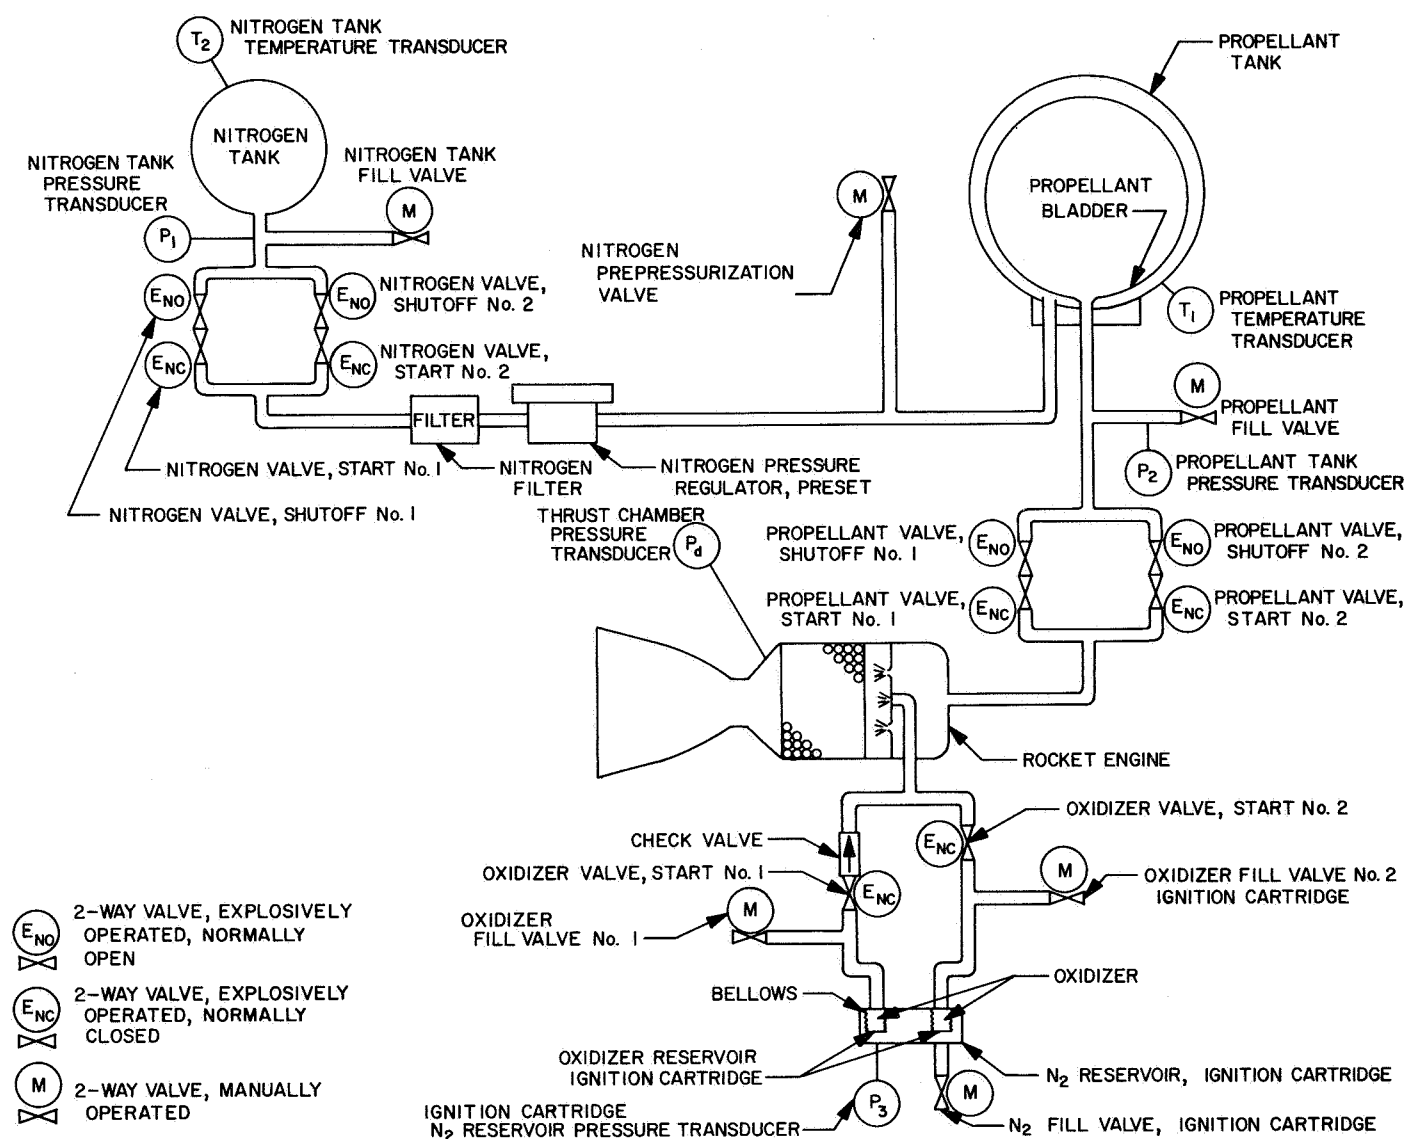 T2
NITROGEN TANK
TEMPERATURE TRANSDUCER
PROPELLANT
TANK
NITROGEN
TANK
NITROGEN TANK
PRESSURE
TRANSDUCER
NITROGEN TANK
FILL VALVE
M
P1
M
PROPELLANT
BLADDER
NITROGEN
PREPRESSURIZATION
VALVE
ENO
ENO
NITROGEN VALVE,
SHUTOFF No. 2
T1
PROPELLANT
TEMPERATURE
TRANSDUCER
ENC
ENC
NITROGEN VALVE,
START No. 2
M
PROPELLANT
FILL VALVE
FILTER
NITROGEN VALVE, START No. 1
NITROGEN
FILTER
NITROGEN PRESSURE
REGULATOR, PRESET
P2
PROPELLANT TANK
PRESSURE TRANSDUCER
NITROGEN VALVE, SHUTOFF No. 1
THRUST CHAMBER
PRESSURE
TRANSDUCER
Pd
PROPELLANT VALVE,
SHUTOFF No. 1
ENO
ENO
PROPELLANT VALVE,
SHUTOFF No. 2
PROPELLANT VALVE,
START No. 1
ENC
ENC
PROPELLANT VALVE,
START No. 2
ROCKET ENGINE
OXIDIZER VALVE, START No. 2
CHECK VALVE
ENC
OXIDIZER VALVE, START No. 1
ENC
M
OXIDIZER FILL VALVE No. 2
IGNITION CARTRIDGE
M
OXIDIZER
FILL VALVE No. 1
OXIDIZER
BELLOWS
OXIDIZER RESERVOIR
IGNITION CARTRIDGE
N2 RESERVOIR, IGNITION CARTRIDGE
M
P3
IGNITION CARTRIDGE
N2 RESERVOIR PRESSURE TRANSDUCER
N2 FILL VALVE, IGNITION CARTRIDGE
ENO
2-WAY VALVE, EXPLOSIVELY
OPERATED, NORMALLY
OPEN
ENC
2-WAY VALVE, EXPLOSIVELY
OPERATED, NORMALLY
CLOSED
M
2-WAY VALVE, MANUALLY
OPERATED